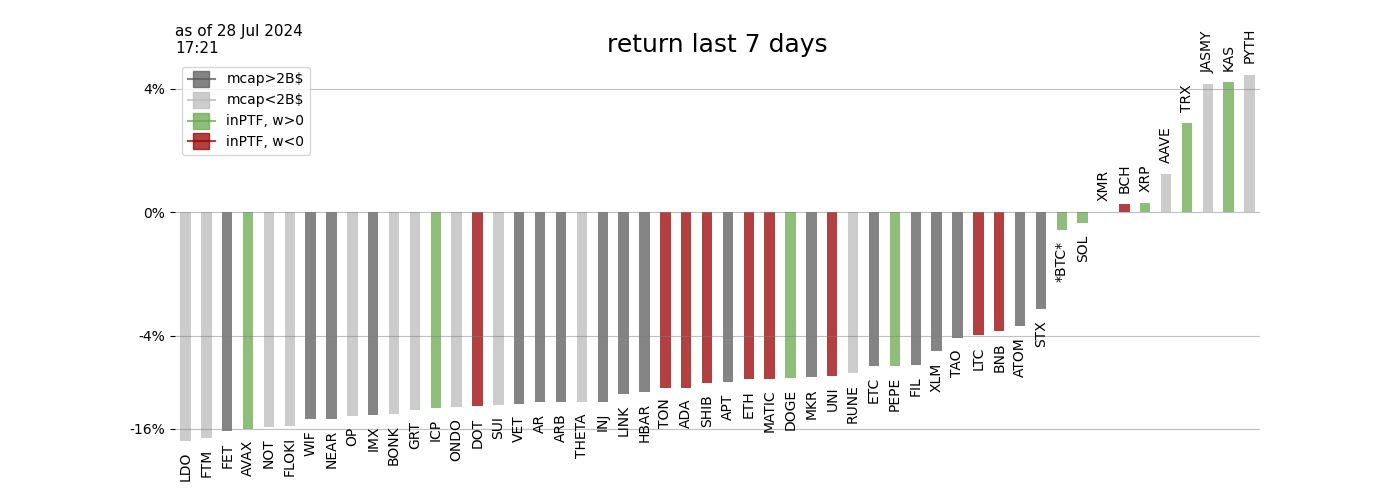 as of 28 Jul 2024
17:21
return last 7 days
mcap>2B$
mcap<2B$
inPTF, w>0
inPTF, w<0
4%
0%
-4%
-16%
LDO
FTM
FET
AVAX
NOT
FLOKI
WIF
NEAR
OP
IMX
BONK
GRT
ICP
ONDO
DOT
SUI
VET
AR
ARB
THETA
INJ
LINK
HBAR
TON
ADA
SHIB
APT
ETH
MATIC
DOGE
MKR
UNI
RUNE
ETC
PEPE
FIL
XLM
TAO
LTC
BNB
ATOM
STX
*BTC*
SOL
XMR
BCH
XRP
AAVE
TRX
JASMY
KAS
PYTH